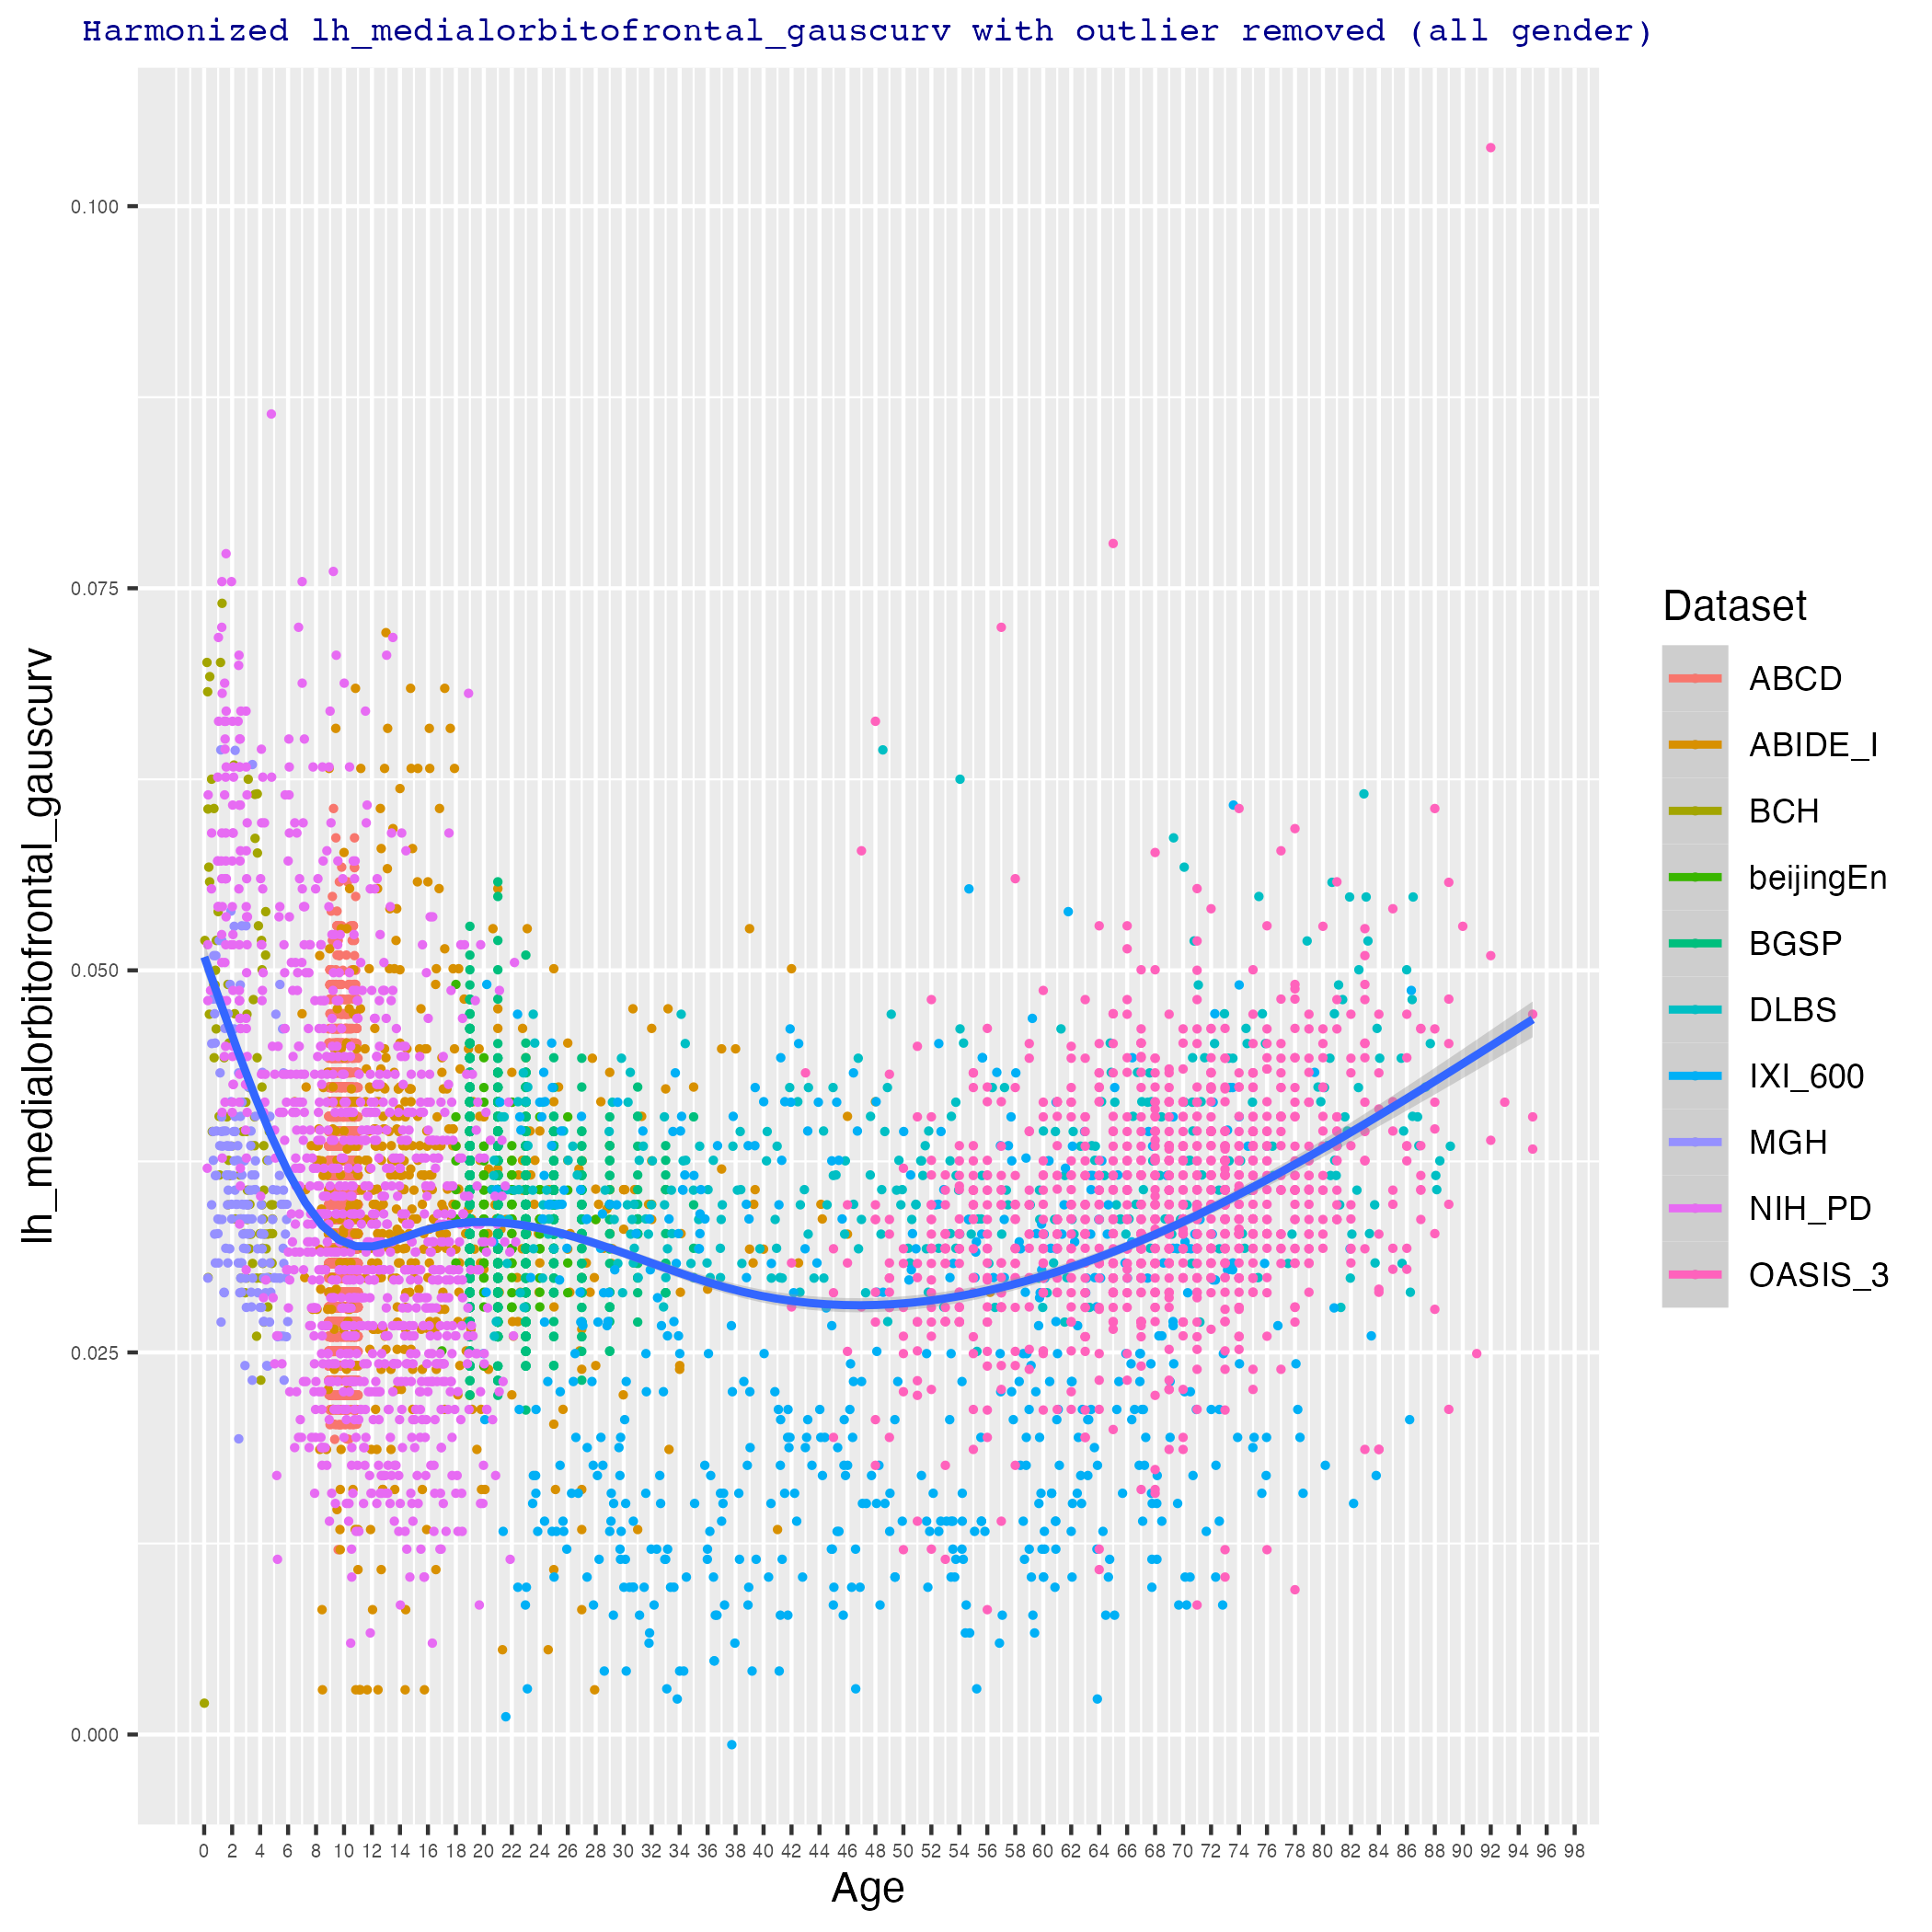 Harmonized lh_medialorbitofrontal_gauscurv with outlier removed (all gender)
lh_medialorbitofrontal_gauscurv
0.100
0.075
0.050
0.025
0.000
0 2 4 6 8 10 12 14 16 18 20 22 24 26 28 30 32 34 36 38 40 42 44 46 48 50 52 54 56 58 60 62 64 66 68 70 72 74 76 78 80 82 84 86 88 90 92 94 96 98
Age
Dataset
ABCD
ABIDE_I
BCH
beijingEn
BGSP
DLBS
IXI_600
MGH
NIH_PD
OASIS_3